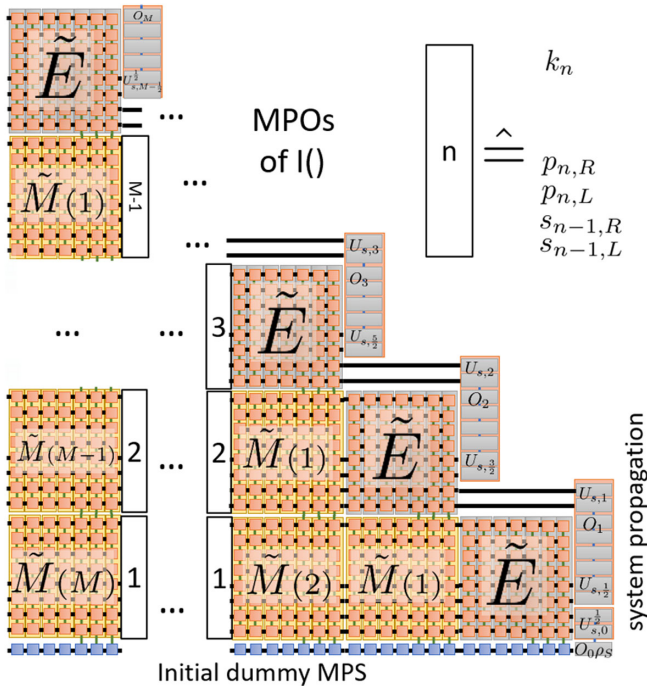 O_M
Ẽ
U^{1/2}_{s,M-1/2}
...
MPOs
of I()
n
≙
k_n
p_{n,R}
p_{n,L}
s_{n-1,R}
s_{n-1,L}
M̃(1)
M-1
...
...
U_{s,3}
O_3
U_{s,5/2}
...
...
3
Ẽ
U_{s,2}
O_2
U_{s,3/2}
M̃(M-1)
2
...
2
M̃(1)
Ẽ
U_{s,1}
O_1
U_{s,1/2}
M̃(M)
1
...
1
M̃(2)
M̃(1)
Ẽ
U^{1/2}_{s,0}
O_0ρ_S
system propagation
Initial dummy MPS